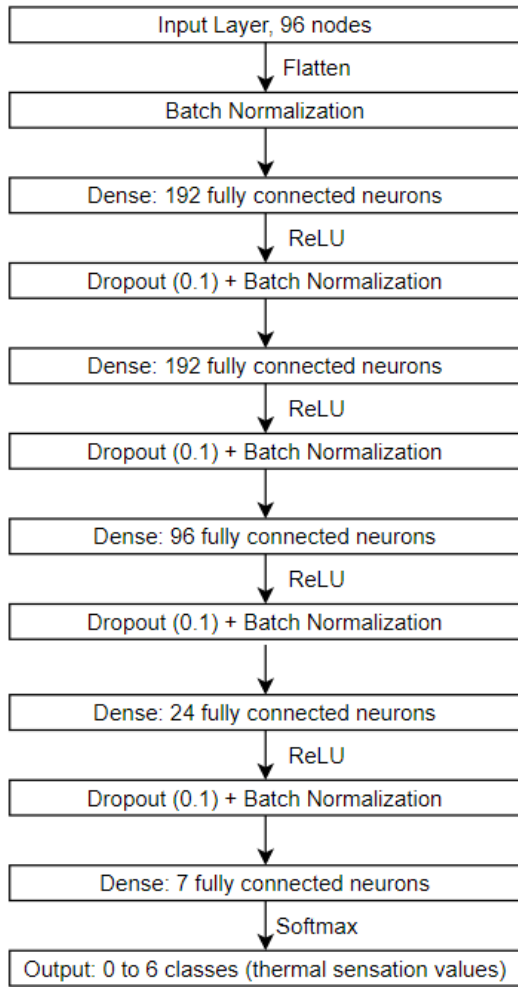 Input Layer, 96 nodes
Flatten
Batch Normalization
Dense: 192 fully connected neurons
ReLU
Dropout (0.1) + Batch Normalization
Dense: 192 fully connected neurons
ReLU
Dropout (0.1) + Batch Normalization
Dense: 96 fully connected neurons
ReLU
Dropout (0.1) + Batch Normalization
Dense: 24 fully connected neurons
ReLU
Dropout (0.1) + Batch Normalization
Dense: 7 fully connected neurons
Softmax
Output: 0 to 6 classes (thermal sensation values)